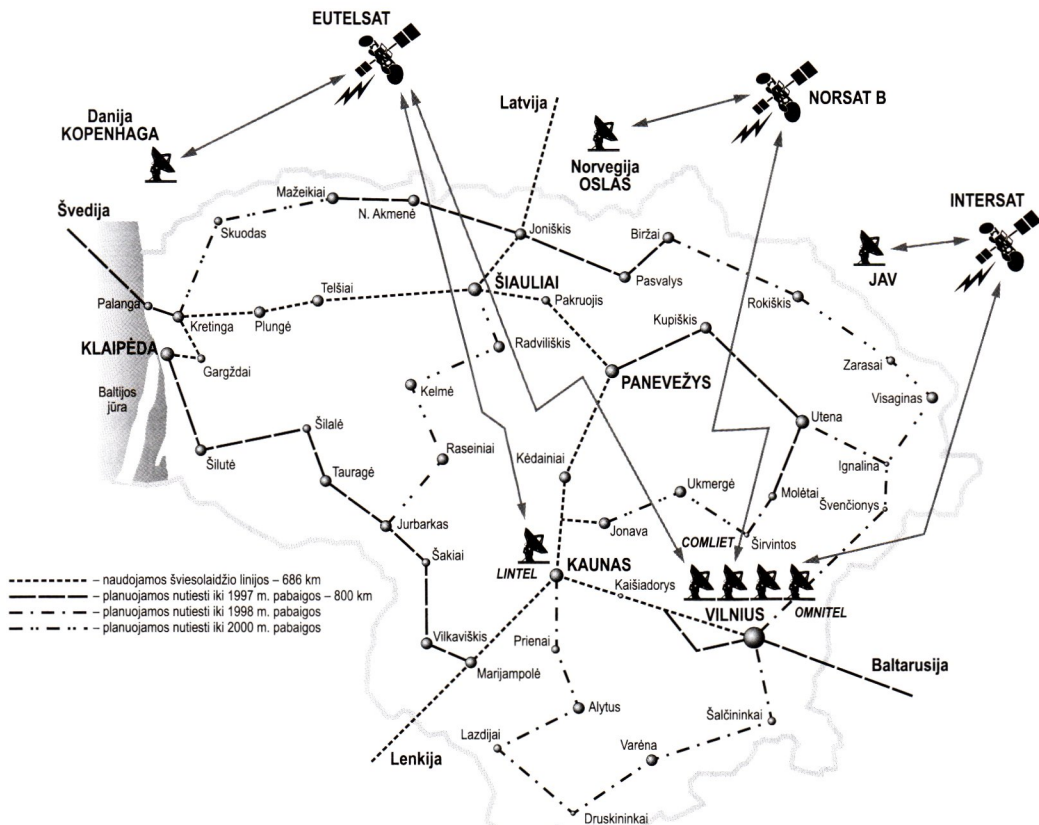 EUTELSAT
Danija
KOPENHAGA
Latvija
Norvegija
OSLAS
NORSAT B
INTERSAT
JAV
Švedija
Mažeikiai
N. Akmenė
Skuodas
Joniškis
Biržai
Pasvalys
Rokiškis
Palanga
Kretinga
Plungė
Telšiai
ŠIAULIAI
Pakruojis
Kupiškis
Zarasai
KLAIPĖDA
Gargždai
Radviliškis
PANEVĖŽYS
Visaginas
Baltijos
jūra
Kelmė
Utena
Šilalė
Šilutė
Raseiniai
Kėdainiai
Ignalina
Tauragė
Ukmergė
Molėtai
Švenčionys
Jurbarkas
Jonava
COMLIET
Širvintos
Šakiai
LINTEL
KAUNAS
Kaišiadorys
VILNIUS
OMNITEL
– naudojamos šviesolaidžio linijos – 686 km
– planuojamos nutiesti iki 1997 m. pabaigos – 800 km
– planuojamos nutiesti iki 1998 m. pabaigos
– planuojamos nutiesti iki 2000 m. pabaigos
Vilkaviškis
Prienai
Marijampolė
Baltarusija
Alytus
Šalčininkai
Lazdijai
Varėna
Lenkija
Druskininkai